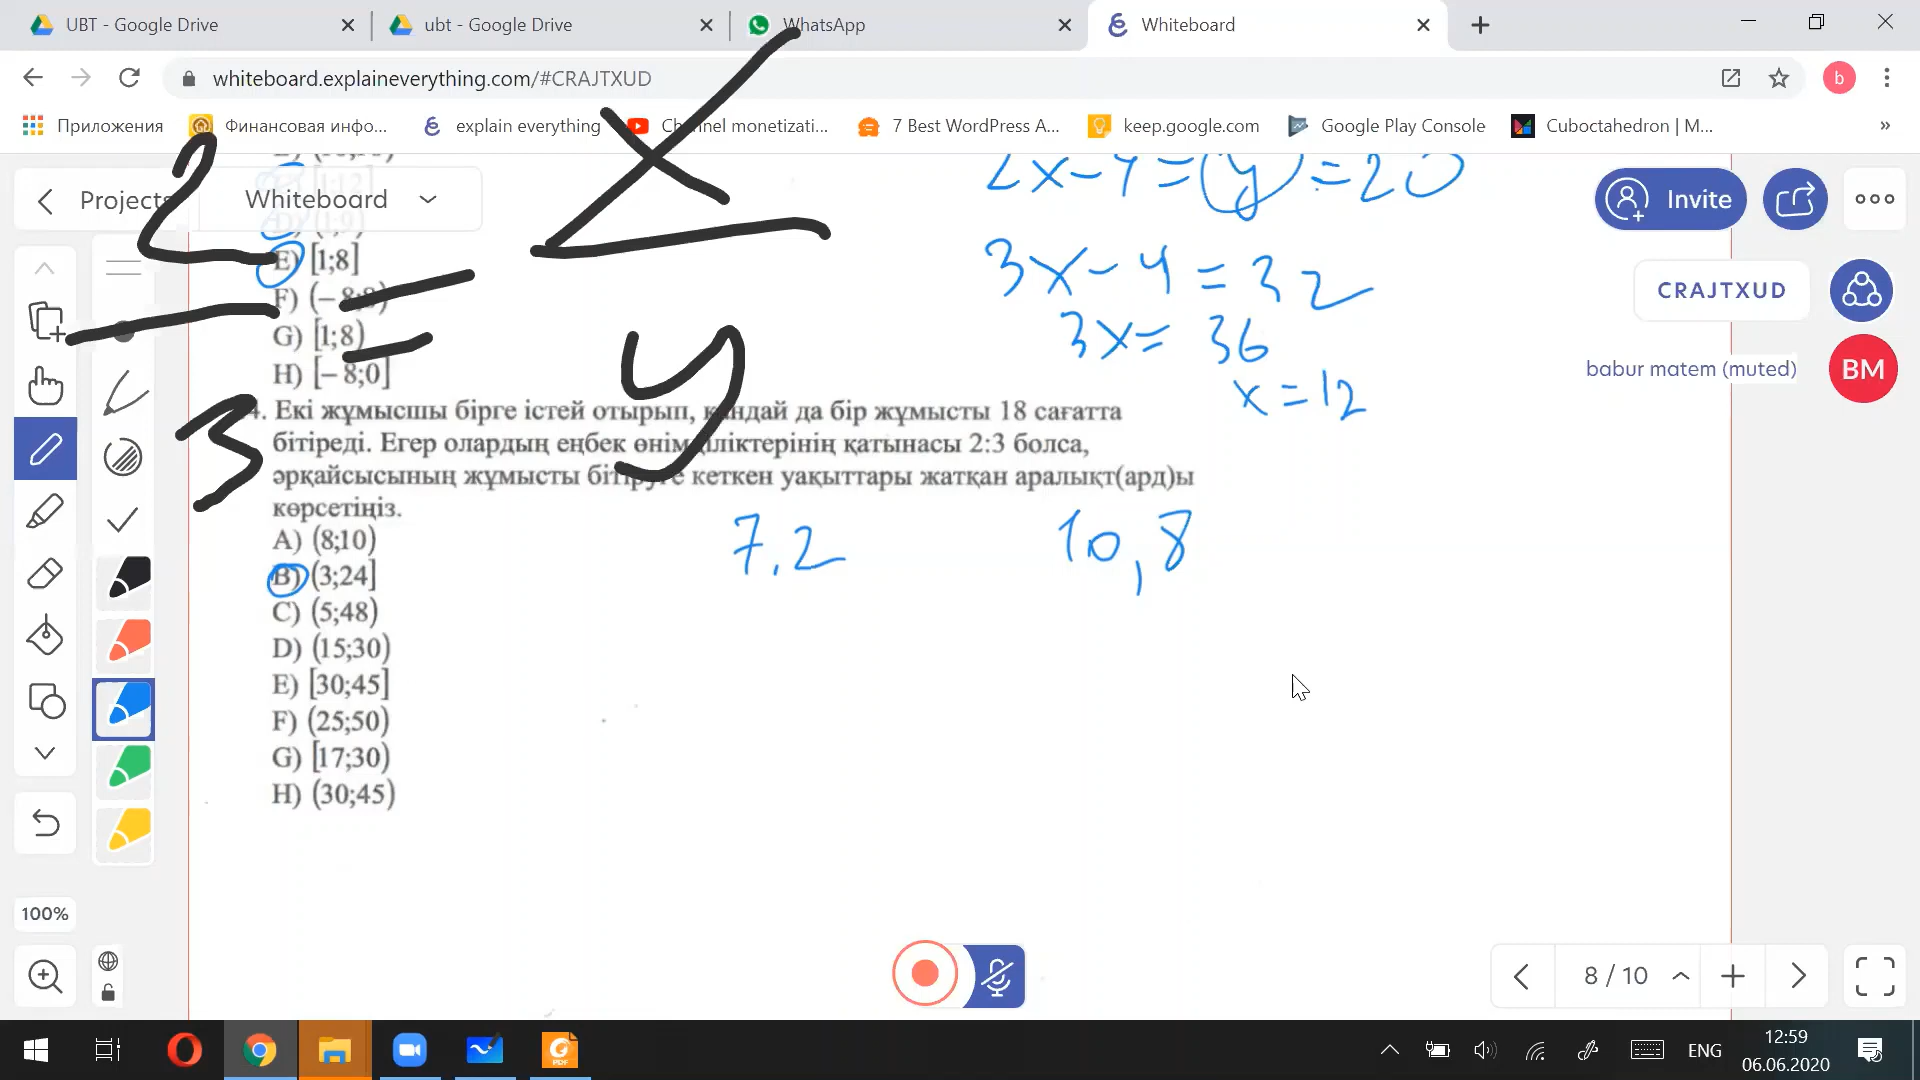 UBT - Google Drive
ubt - Google Drive
WhatsApp
Whiteboard
whiteboard.explaineverything.com/#CRAJTXUD
b
Приложения
Финансовая инфо...
explain everything
Channel monetizati...
7 Best WordPress A...
keep.google.com
Google Play Console
Cuboctahedron | M...
»
Projects
Whiteboard
Invite
CRAJTXUD
babur matem (muted)
BM
2x-4=(y)=20
3x-4=32
3x=36
x=12
2
3
=
x
y
[1;12]
D) (1;9)
E) [1;8]
F) (– 8;8)
G) [1;8)
H) [– 8;0]
4. Екі жұмысшы бірге істей отырып, қандай да бір жұмысты 18 сағатта
бітіреді. Егер олардың еңбек өнімділіктерінің қатынасы 2:3 болса,
әрқайсысының жұмысты бітіруге кеткен уақыттары жатқан аралықт(ард)ы
көрсетіңіз.
7.2
10,8
A) (8;10)
B) (3;24]
C) (5;48)
D) (15;30)
E) [30;45]
F) (25;50)
G) [17;30)
H) (30;45)
100%
8 / 10
PDF
ENG
12:59
06.06.2020